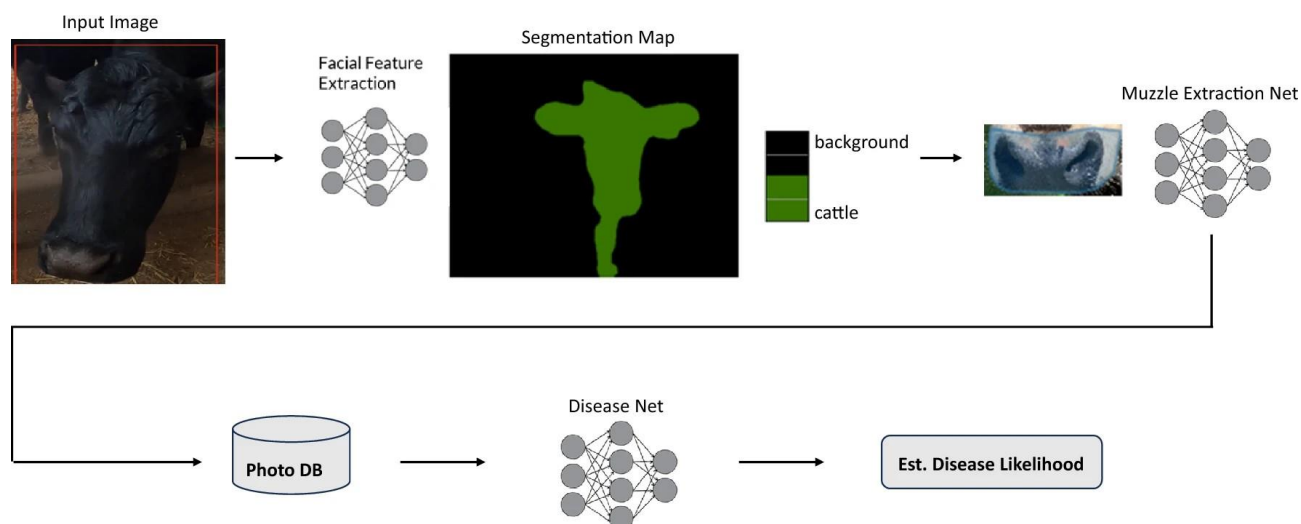 Input Image
Facial Feature
Extraction
Segmentation Map
background
cattle
Muzzle Extraction Net
Photo DB
Disease Net
Est. Disease Likelihood